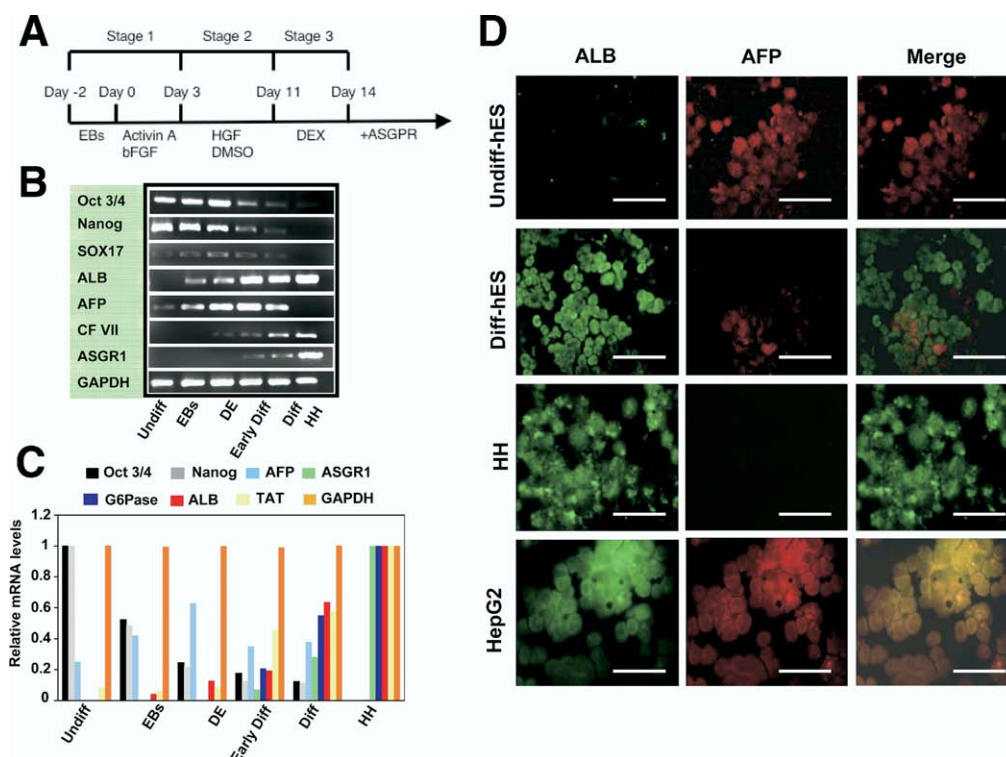 A
Stage 1 Stage 2 Stage 3
Day -2 Day 0 Day 3 Day 11 Day 14
EBs Activin A HGF DEX +ASGPR
bFGF DMSO
B
Oct 3/4
Nanog
SOX17
ALB
AFP
CF VII
ASGR1
GAPDH
Undiff EBs DE Early Diff Diff HH
C
Oct 3/4 Nanog AFP ASGR1
G6Pase ALB TAT GAPDH
Relative mRNA levels
1.2
1
0.8
0.6
0.4
0.2
0
Undiff EBs DE Early Diff Diff HH
D
ALB AFP Merge
Undiff-hES
Diff-hES
HH
HepG2